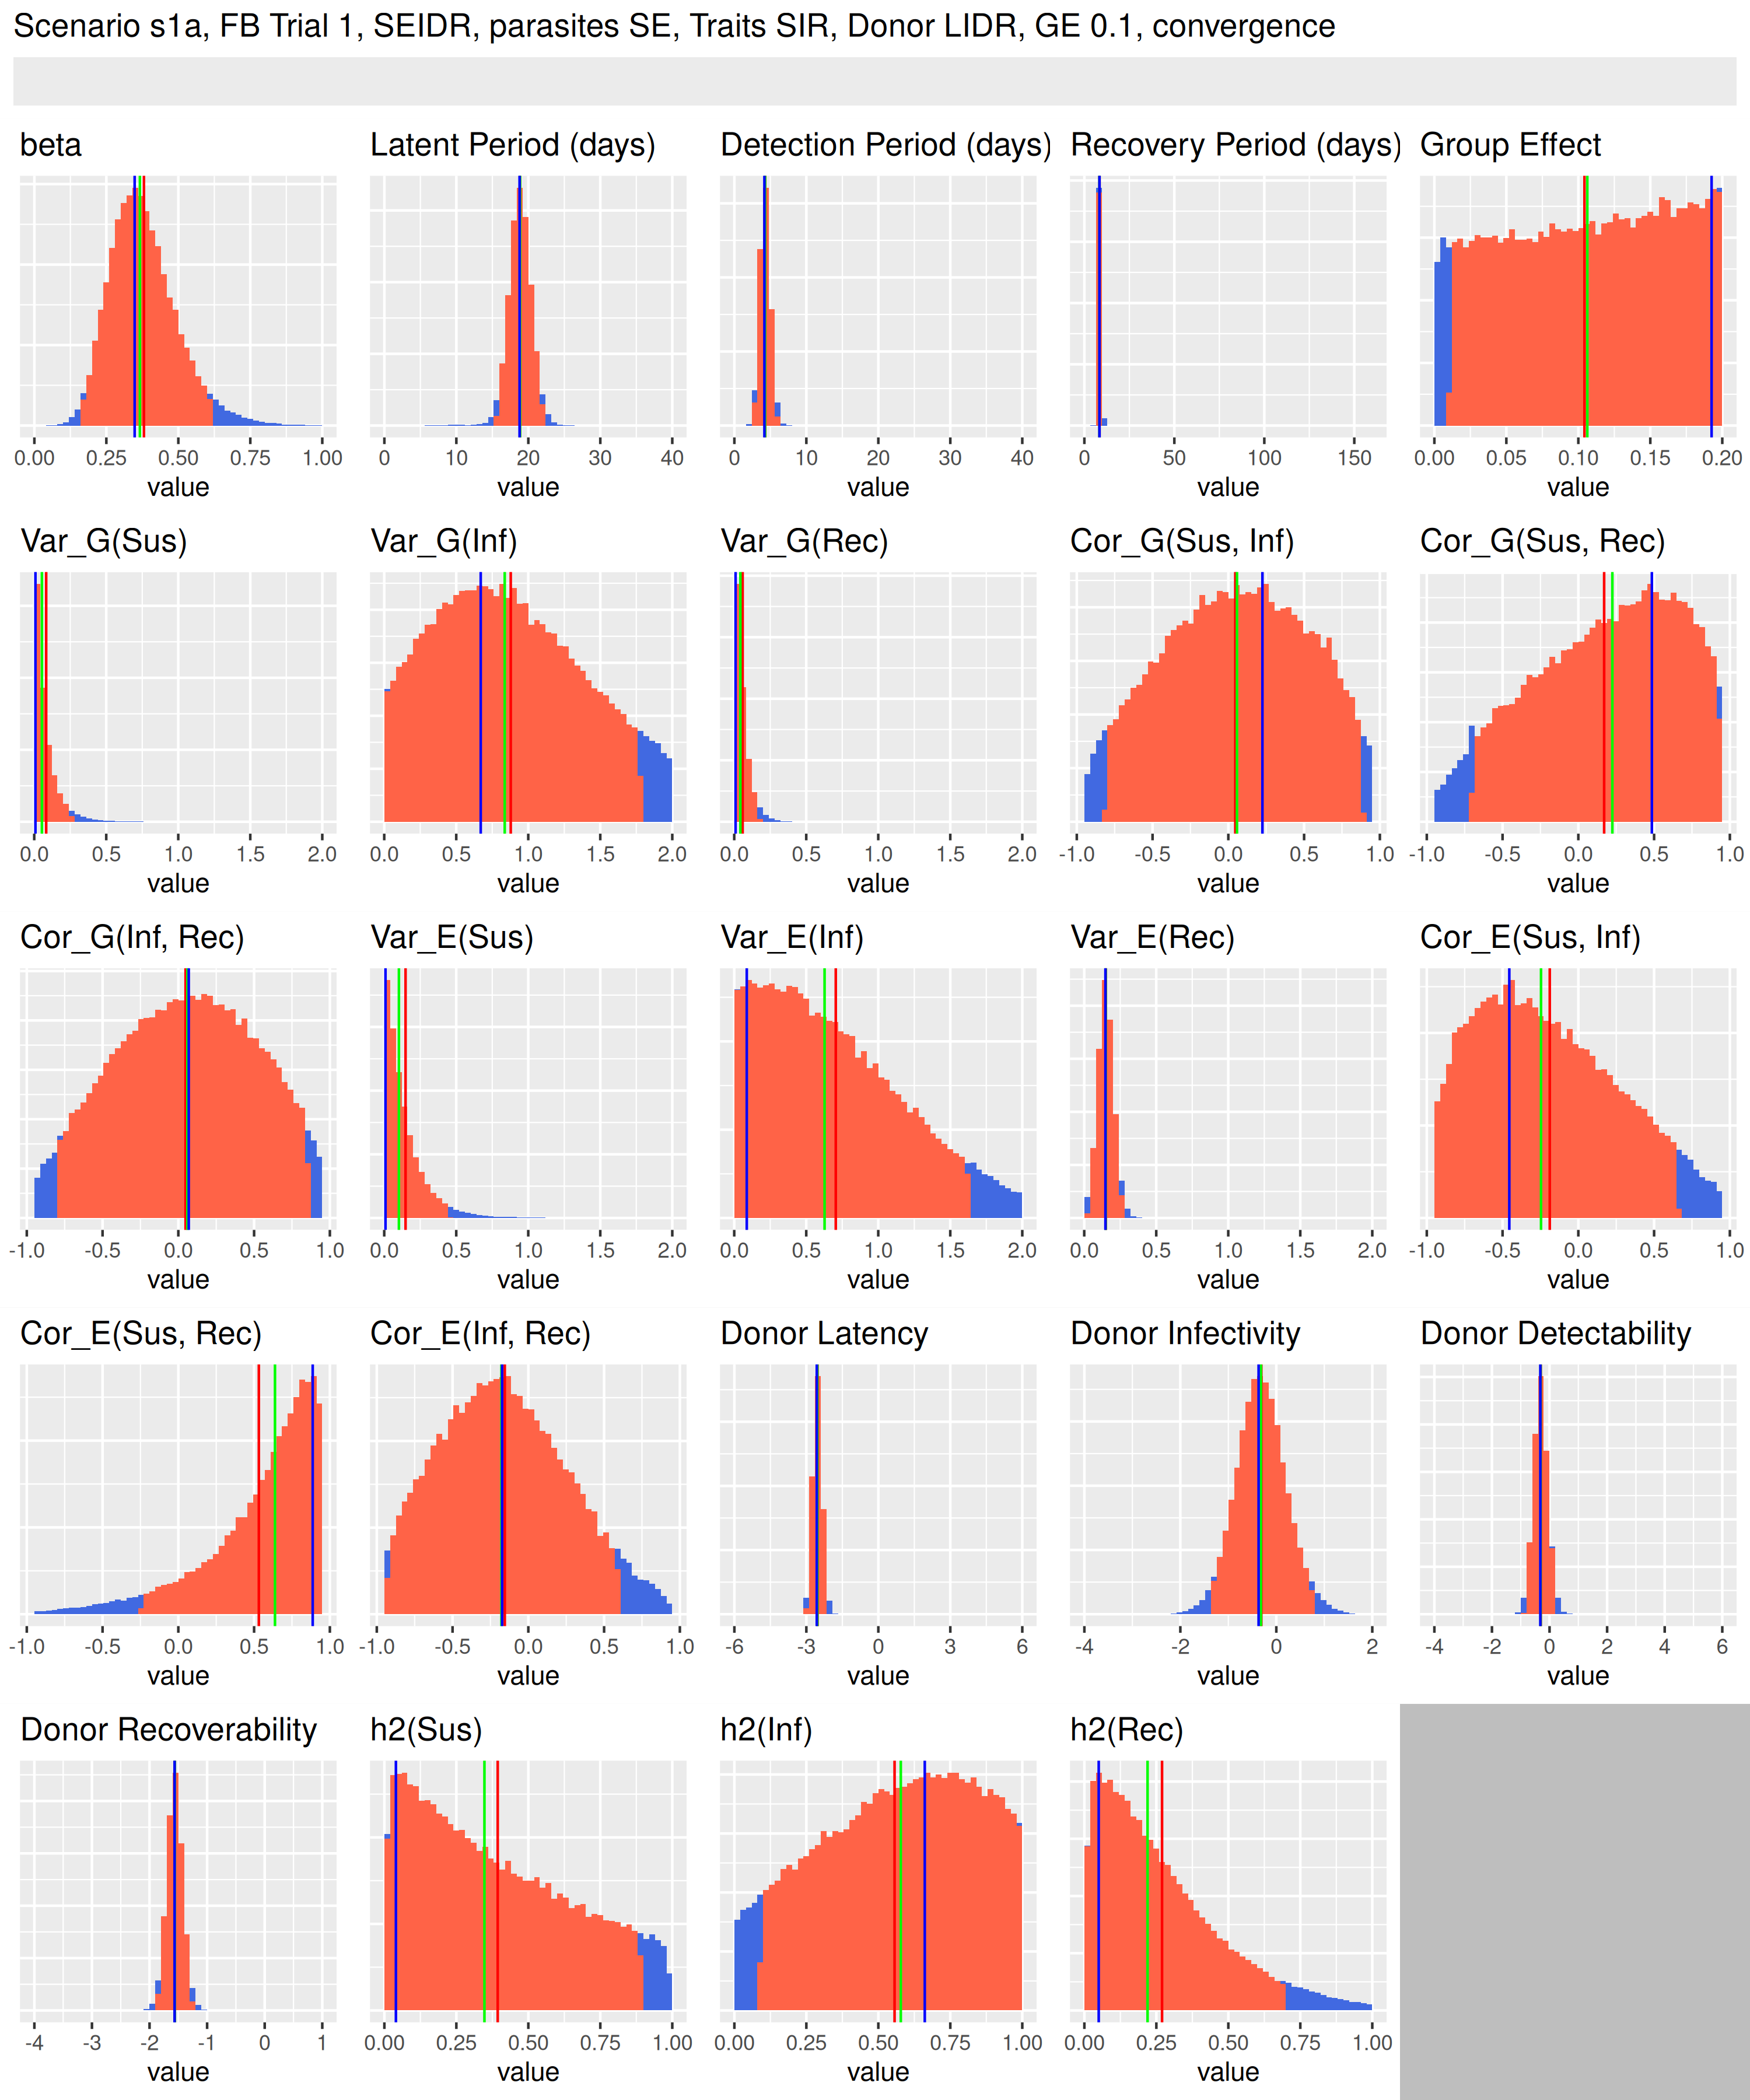 Scenario s1a, FB Trial 1, SEIDR, parasites SE, Traits SIR, Donor LIDR, GE 0.1, convergence
beta Latent Period (days) Detection Period (days) Recovery Period (days) Group Effect
0.00 0.25 0.50 0.75 1.00 0 10 20 30 40 0 10 20 30 40 0 50 100 150 0.00 0.05 0.10 0.15 0.20
value value value value value
Var_G(Sus) Var_G(Inf) Var_G(Rec) Cor_G(Sus, Inf) Cor_G(Sus, Rec)
0.0 0.5 1.0 1.5 2.0 0.0 0.5 1.0 1.5 2.0 0.0 0.5 1.0 1.5 2.0 -1.0 -0.5 0.0 0.5 1.0 -1.0 -0.5 0.0 0.5 1.0
value value value value value
Cor_G(Inf, Rec) Var_E(Sus) Var_E(Inf) Var_E(Rec) Cor_E(Sus, Inf)
-1.0 -0.5 0.0 0.5 1.0 0.0 0.5 1.0 1.5 2.0 0.0 0.5 1.0 1.5 2.0 0.0 0.5 1.0 1.5 2.0 -1.0 -0.5 0.0 0.5 1.0
value value value value value
Cor_E(Sus, Rec) Cor_E(Inf, Rec) Donor Latency Donor Infectivity Donor Detectability
-1.0 -0.5 0.0 0.5 1.0 -1.0 -0.5 0.0 0.5 1.0 -6 -3 0 3 6 -4 -2 0 2 -4 -2 0 2 4 6
value value value value value
Donor Recoverability h2(Sus) h2(Inf) h2(Rec)
-4 -3 -2 -1 0 1 0.00 0.25 0.50 0.75 1.00 0.00 0.25 0.50 0.75 1.00 0.00 0.25 0.50 0.75 1.00
value value value value